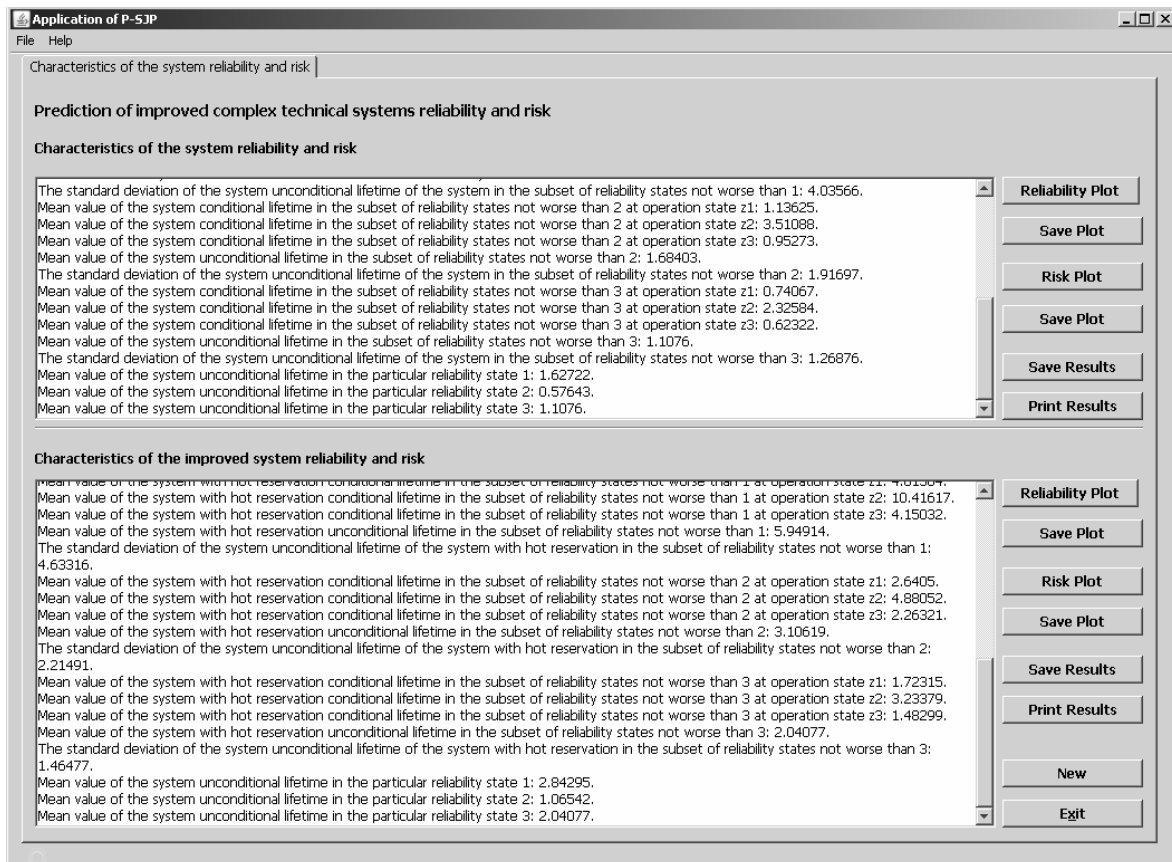 Application of P-SJP
File Help
Characteristics of the system reliability and risk
Prediction of improved complex technical systems reliability and risk
Characteristics of the system reliability and risk
The standard deviation of the system unconditional lifetime of the system in the subset of reliability states not worse than 1: 4.03566.
Mean value of the system conditional lifetime in the subset of reliability states not worse than 2 at operation state z1: 1.13625.
Mean value of the system conditional lifetime in the subset of reliability states not worse than 2 at operation state z2: 3.51088.
Mean value of the system conditional lifetime in the subset of reliability states not worse than 2 at operation state z3: 0.95273.
Mean value of the system unconditional lifetime in the subset of reliability states not worse than 2: 1.68403.
The standard deviation of the system unconditional lifetime of the system in the subset of reliability states not worse than 2: 1.91697.
Mean value of the system conditional lifetime in the subset of reliability states not worse than 3 at operation state z1: 0.74067.
Mean value of the system conditional lifetime in the subset of reliability states not worse than 3 at operation state z2: 2.32584.
Mean value of the system conditional lifetime in the subset of reliability states not worse than 3 at operation state z3: 0.62322.
Mean value of the system unconditional lifetime in the subset of reliability states not worse than 3: 1.1076.
The standard deviation of the system unconditional lifetime of the system in the subset of reliability states not worse than 3: 1.26876.
Mean value of the system unconditional lifetime in the particular reliability state 1: 1.62722.
Mean value of the system unconditional lifetime in the particular reliability state 2: 0.57643.
Mean value of the system unconditional lifetime in the particular reliability state 3: 1.1076.
Reliability Plot
Save Plot
Risk Plot
Save Plot
Save Results
Print Results
Characteristics of the improved system reliability and risk
Mean value of the system with hot reservation conditional lifetime in the subset of reliability states not worse than 1 at operation state z1:
Mean value of the system with hot reservation conditional lifetime in the subset of reliability states not worse than 1 at operation state z2: 10.41617.
Mean value of the system with hot reservation conditional lifetime in the subset of reliability states not worse than 1 at operation state z3: 4.15032.
Mean value of the system with hot reservation unconditional lifetime in the subset of reliability states not worse than 1: 5.94914.
The standard deviation of the system unconditional lifetime of the system with hot reservation in the subset of reliability states not worse than 1:
4.63316.
Mean value of the system with hot reservation conditional lifetime in the subset of reliability states not worse than 2 at operation state z1: 2.6405.
Mean value of the system with hot reservation conditional lifetime in the subset of reliability states not worse than 2 at operation state z2: 4.88052.
Mean value of the system with hot reservation conditional lifetime in the subset of reliability states not worse than 2 at operation state z3: 2.26321.
Mean value of the system with hot reservation unconditional lifetime in the subset of reliability states not worse than 2: 3.10619.
The standard deviation of the system unconditional lifetime of the system with hot reservation in the subset of reliability states not worse than 2:
2.21491.
Mean value of the system with hot reservation conditional lifetime in the subset of reliability states not worse than 3 at operation state z1: 1.72315.
Mean value of the system with hot reservation conditional lifetime in the subset of reliability states not worse than 3 at operation state z2: 3.23379.
Mean value of the system with hot reservation conditional lifetime in the subset of reliability states not worse than 3 at operation state z3: 1.48299.
Mean value of the system with hot reservation unconditional lifetime in the subset of reliability states not worse than 3: 2.04077.
The standard deviation of the system unconditional lifetime of the system with hot reservation in the subset of reliability states not worse than 3:
1.46477.
Mean value of the system unconditional lifetime in the particular reliability state 1: 2.84295.
Mean value of the system unconditional lifetime in the particular reliability state 2: 1.06542.
Mean value of the system unconditional lifetime in the particular reliability state 3: 2.04077.
Reliability Plot
Save Plot
Risk Plot
Save Plot
Save Results
Print Results
New
Exit